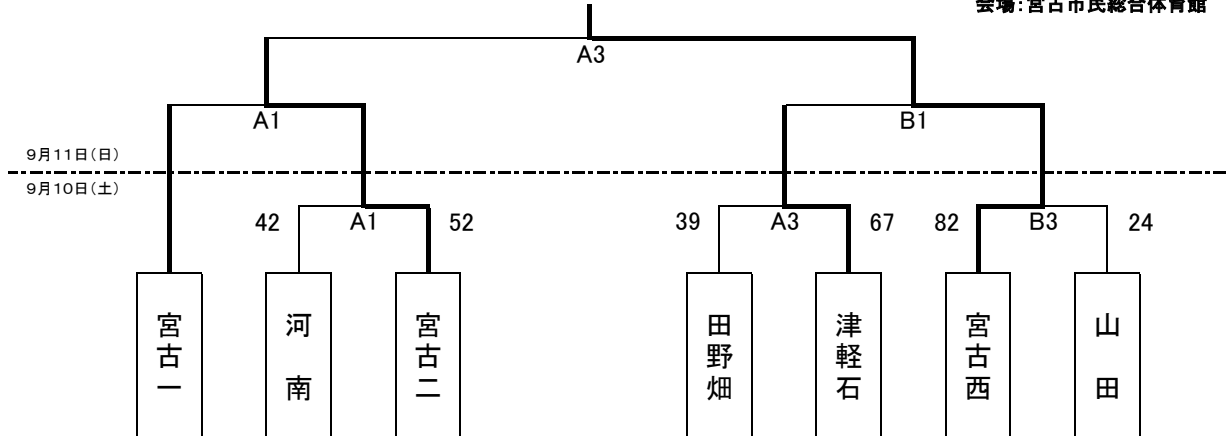 会場:宮古市民総合体育館
A3
A1
B1
9月11日(日)
9月10日(土)
42 A1 52 39 A3 67 82 B3 24
宮古一
河南
宮古二
田野畑
津軽石
宮古西
山田